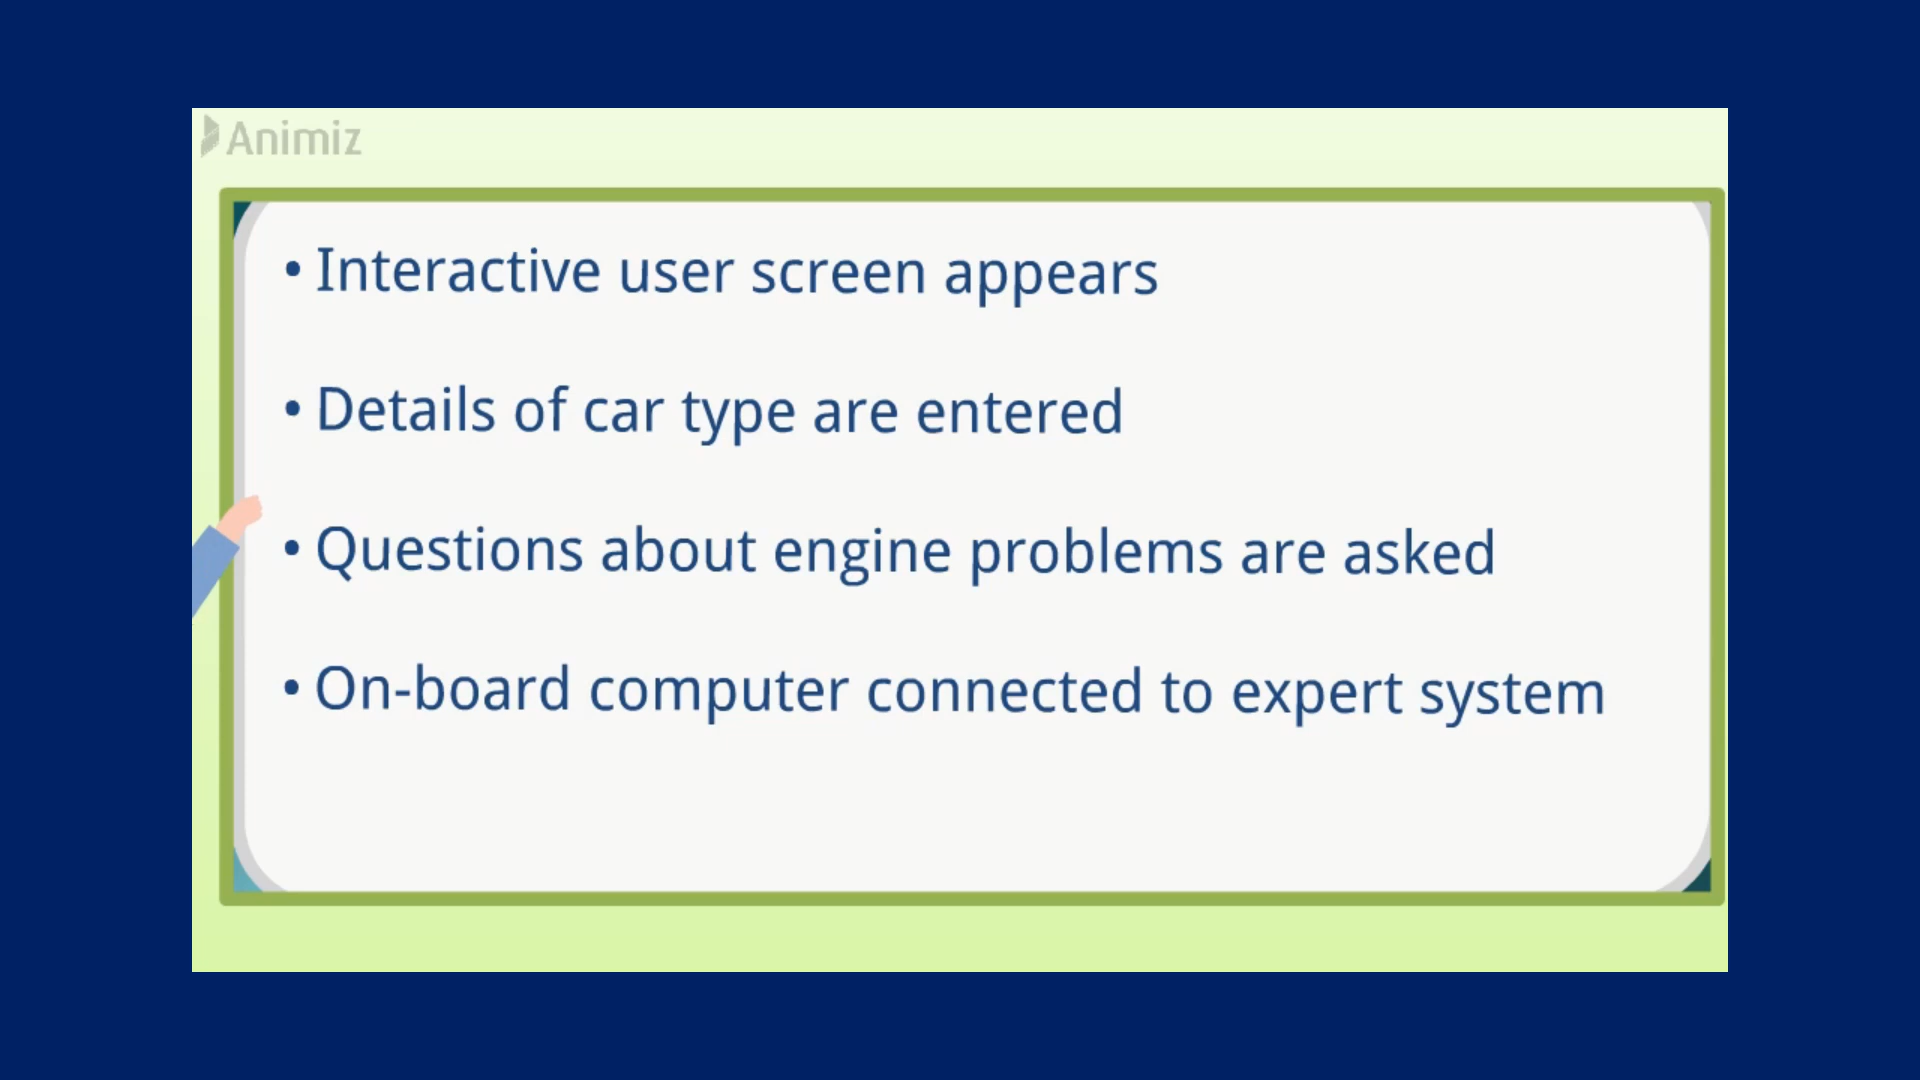 Animiz
• Interactive user screen appears
• Details of car type are entered
• Questions about engine problems are asked
• On-board computer connected to expert system